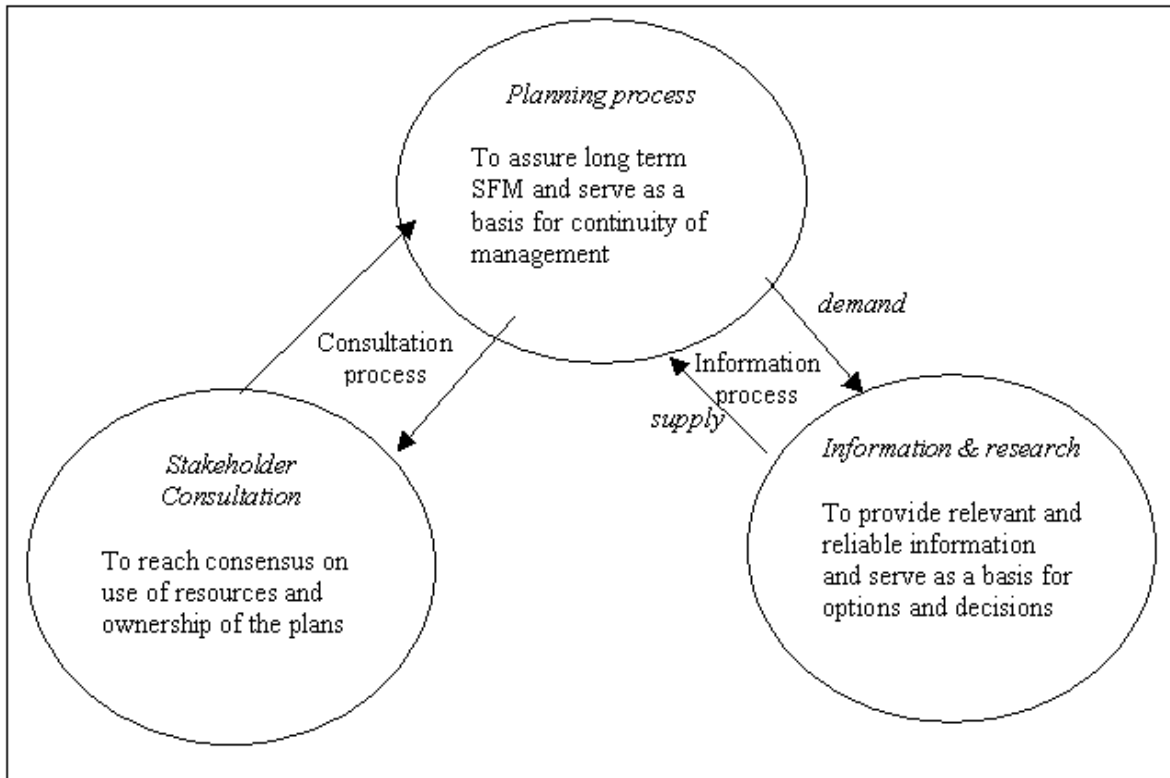 Planning process
To assure long term
SFM and serve as a
basis for continuity of
management
demand
Consultation
process
Information
process
supply
Stakeholder
Consultation
To reach consensus on
use of resources and
ownership of the plans
Information & research
To provide relevant and
reliable information
and serve as a basis for
options and decisions